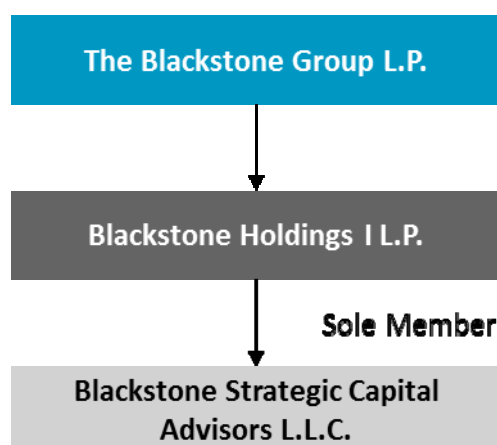 The Blackstone Group L.P.
Blackstone Holdings I L.P.
Sole Member
Blackstone Strategic Capital
Advisors L.L.C.